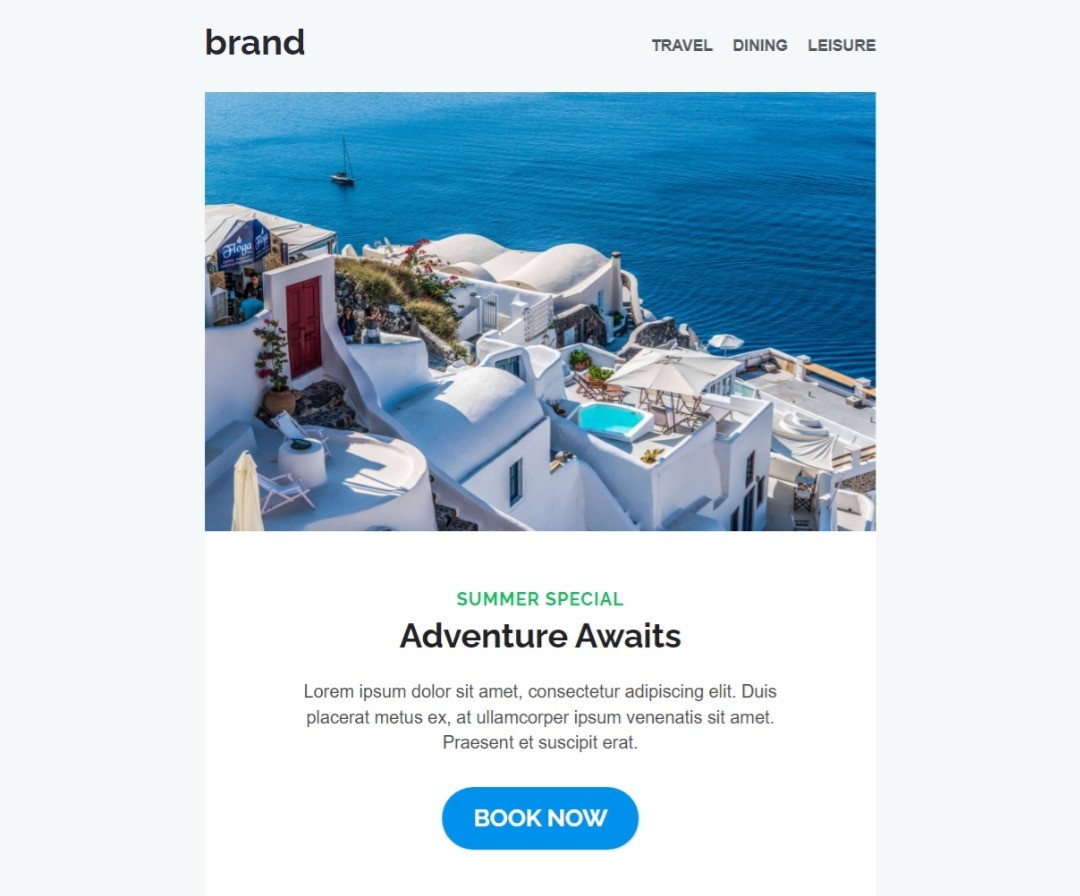 brand
TRAVEL DINING LEISURE
Floga
SUMMER SPECIAL
Adventure Awaits
Lorem ipsum dolor sit amet, consectetur adipiscing elit. Duis
placerat metus ex, at ullamcorper ipsum venenatis sit amet.
Praesent et suscipit erat.
BOOK NOW